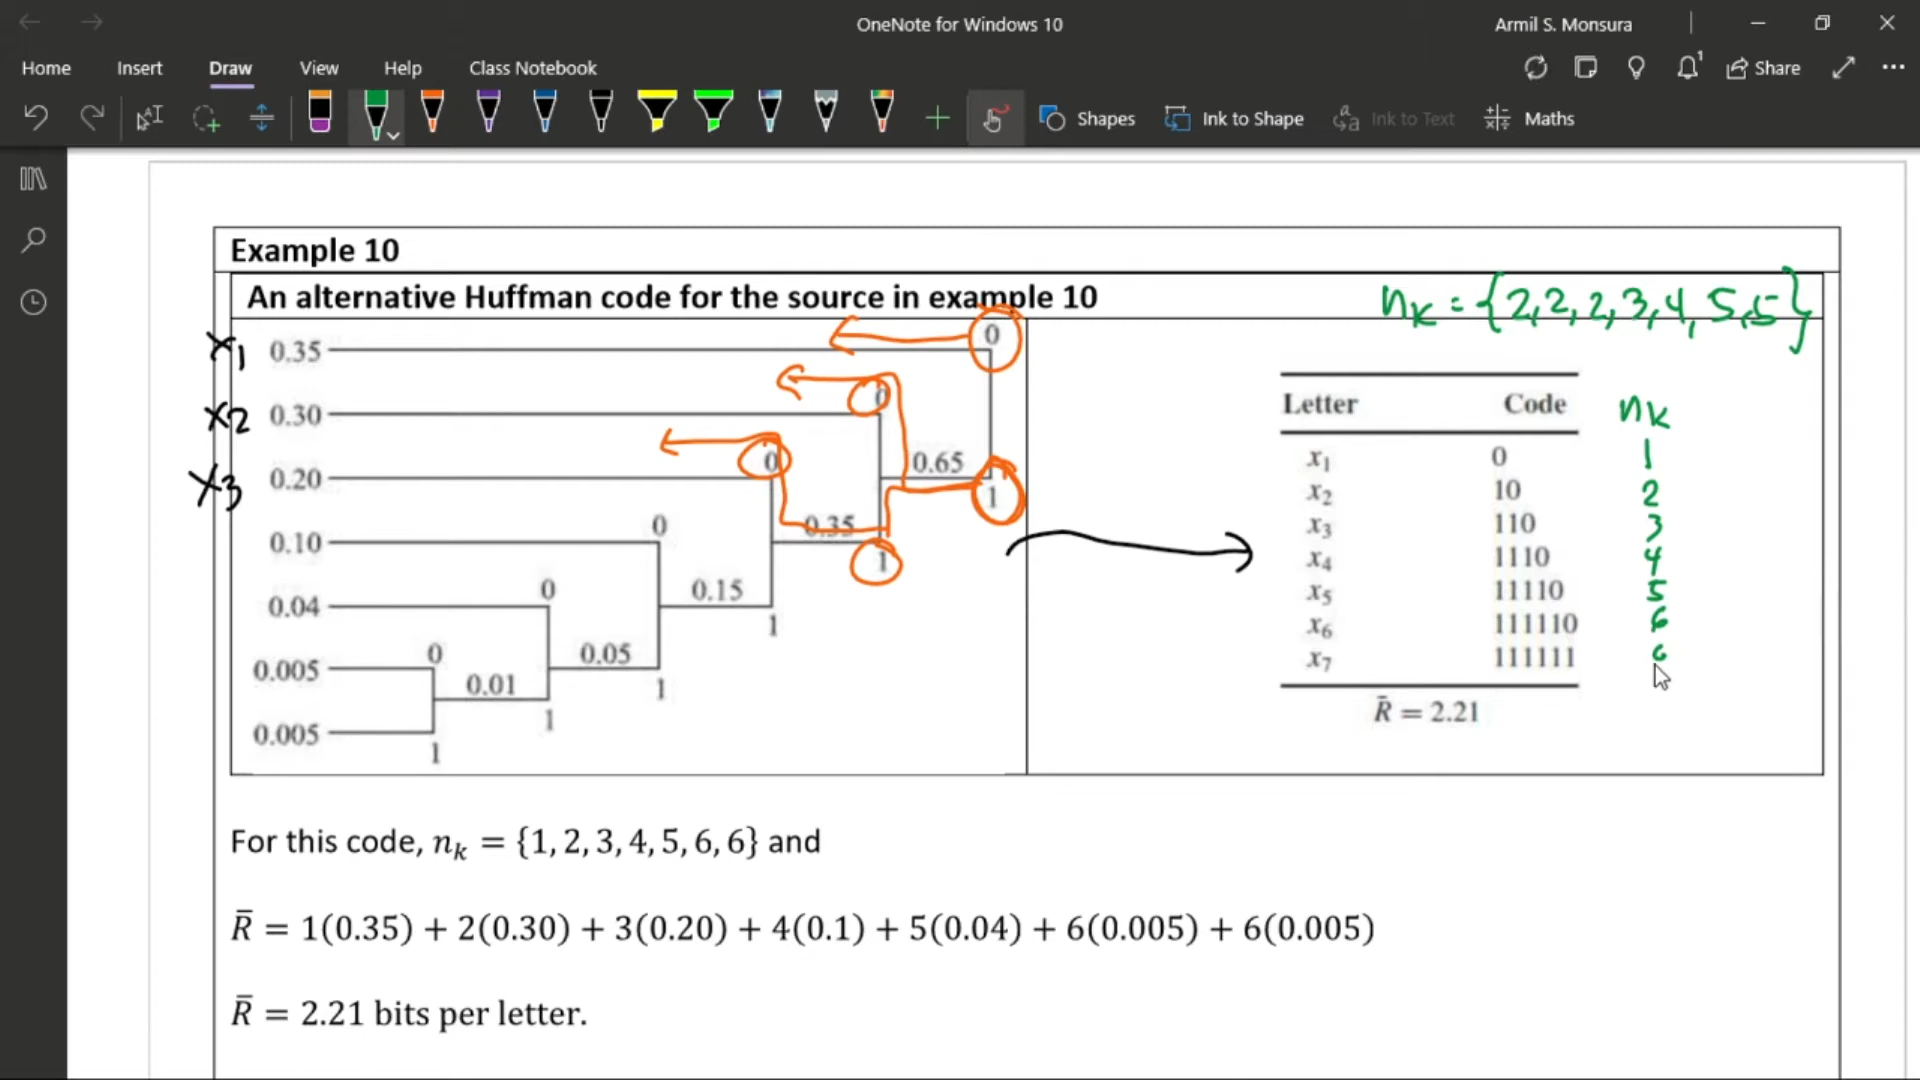 OneNote for Windows 10
Armil S. Monsura
Home Insert Draw View Help Class Notebook
1 Share
Shapes Ink to Shape Ink to Text Maths
Example 10
An alternative Huffman code for the source in example 10
nk = {2,2,2,3,4,5,5}
x1 0.35 0
x2 0.30 0
x3 0.20 0 0.65 1
0.10 0 0.35 1
0.04 0 0.15 1
0.005 0 0.01 0.05 1
0.005 1 1
Letter Code nk
x₁ 0 1
x₂ 10 2
x₃ 110 3
x₄ 1110 4
x₅ 11110 5
x₆ 111110 6
x₇ 111111 6
R̄ = 2.21
For this code, nₖ = {1, 2, 3, 4, 5, 6, 6} and
R̄ = 1(0.35) + 2(0.30) + 3(0.20) + 4(0.1) + 5(0.04) + 6(0.005) + 6(0.005)
R̄ = 2.21 bits per letter.